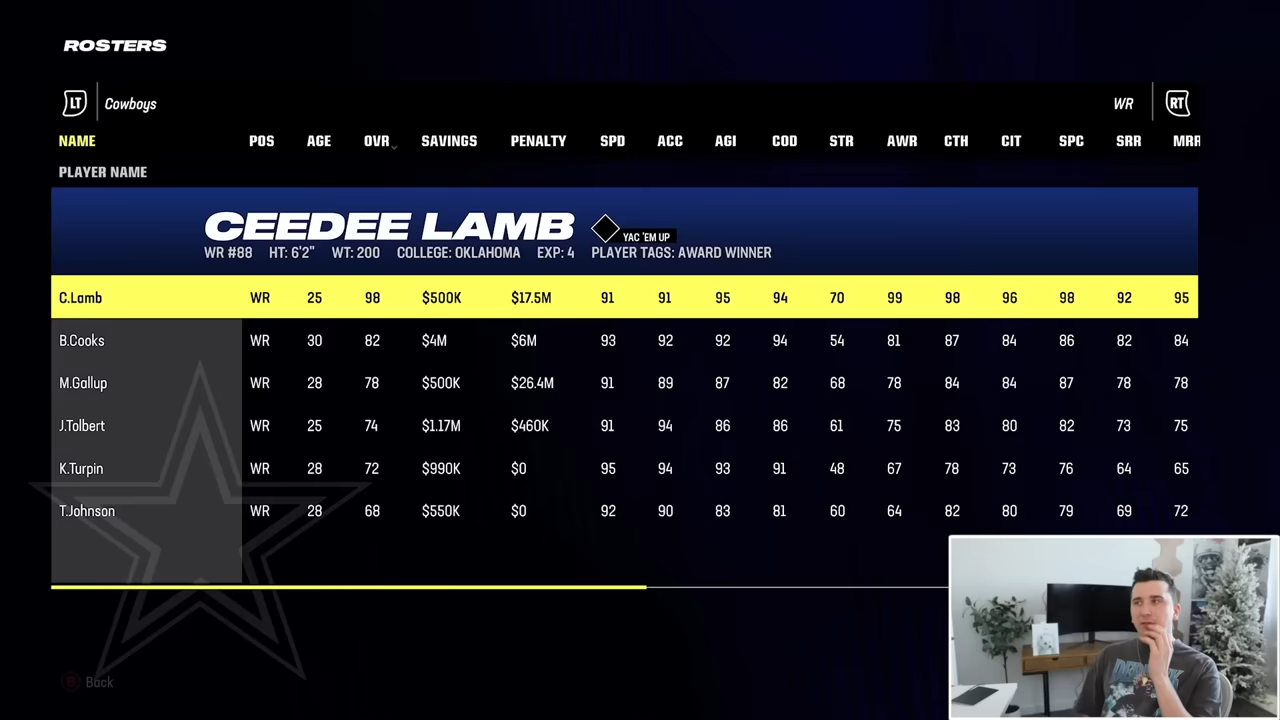 ROSTERS
LT Cowboys WR RT
NAME POS AGE OVR SAVINGS PENALTY SPD ACC AGI COD STR AWR CTH CIT SPC SRR MRR
PLAYER NAME
CEEDEE LAMB YAC 'EM UP
WR #88 HT: 6'2" WT: 200 COLLEGE: OKLAHOMA EXP: 4 PLAYER TAGS: AWARD WINNER
C.Lamb WR 25 98 $500K $17.5M 91 91 95 94 70 99 98 96 98 92 95
B.Cooks WR 30 82 $4M $6M 93 92 92 94 54 81 87 84 86 82 84
M.Gallup WR 28 78 $500K $26.4M 91 89 87 82 68 78 84 84 87 78 78
J.Tolbert WR 25 74 $1.17M $460K 91 94 86 86 61 75 83 80 82 73 75
K.Turpin WR 28 72 $990K $0 95 94 93 91 48 67 78 73 76 64 65
T.Johnson WR 28 68 $550K $0 92 90 83 81 60 64 82 80 79 69 72
B Back